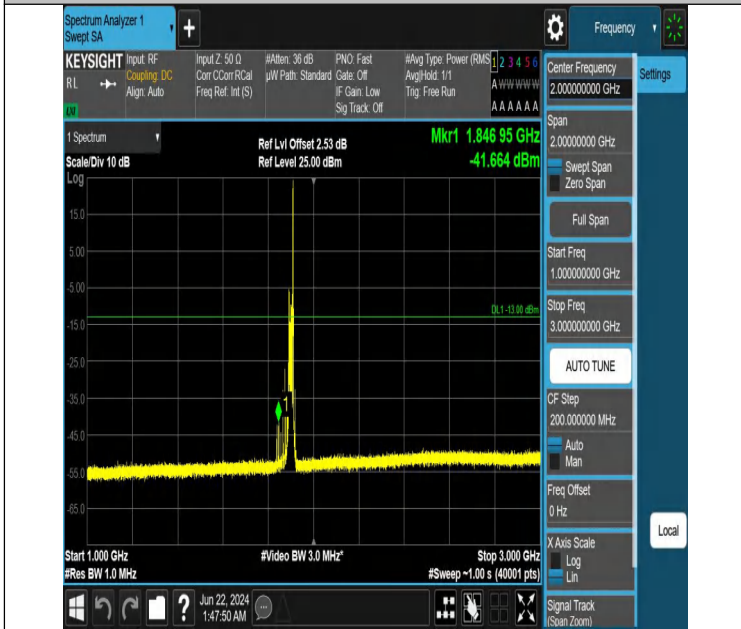 Spectrum Analyzer 1
Swept SA
+
Frequency
KEYSIGHT
RL
Input: RF
Coupling: DC
Align: Auto
Input Z: 50 Ω
Corr CCorr RCal
Freq Ref: Int (S)
#Atten: 36 dB
µW Path: Standard
PNO: Fast
Gate: Off
IF Gain: Low
Sig Track: Off
#Avg Type: Power (RMS
Avg|Hold: 1/1
Trig: Free Run
1 2 3 4 5 6
A W W W W W
A A A A A A
1 Spectrum
Scale/Div 10 dB
Log
Ref Lvl Offset 2.53 dB
Ref Level 25.00 dBm
Mkr1 1.846 95 GHz
-41.664 dBm
15.0
5.00
-5.00
-15.0
-25.0
-35.0
-45.0
-55.0
-65.0
DL1 -13.00 dBm
1
Start 1.000 GHz
#Res BW 1.0 MHz
#Video BW 3.0 MHz*
Stop 3.000 GHz
#Sweep ~1.00 s (40001 pts)
Center Frequency
2.000000000 GHz
Settings
Span
2.00000000 GHz
Swept Span
Zero Span
Full Span
Start Freq
1.000000000 GHz
Stop Freq
3.000000000 GHz
AUTO TUNE
CF Step
200.000000 MHz
Auto
Man
Freq Offset
0 Hz
X Axis Scale
Log
Lin
Local
Signal Track
(Span Zoom)
?
Jun 22, 2024
1:47:50 AM